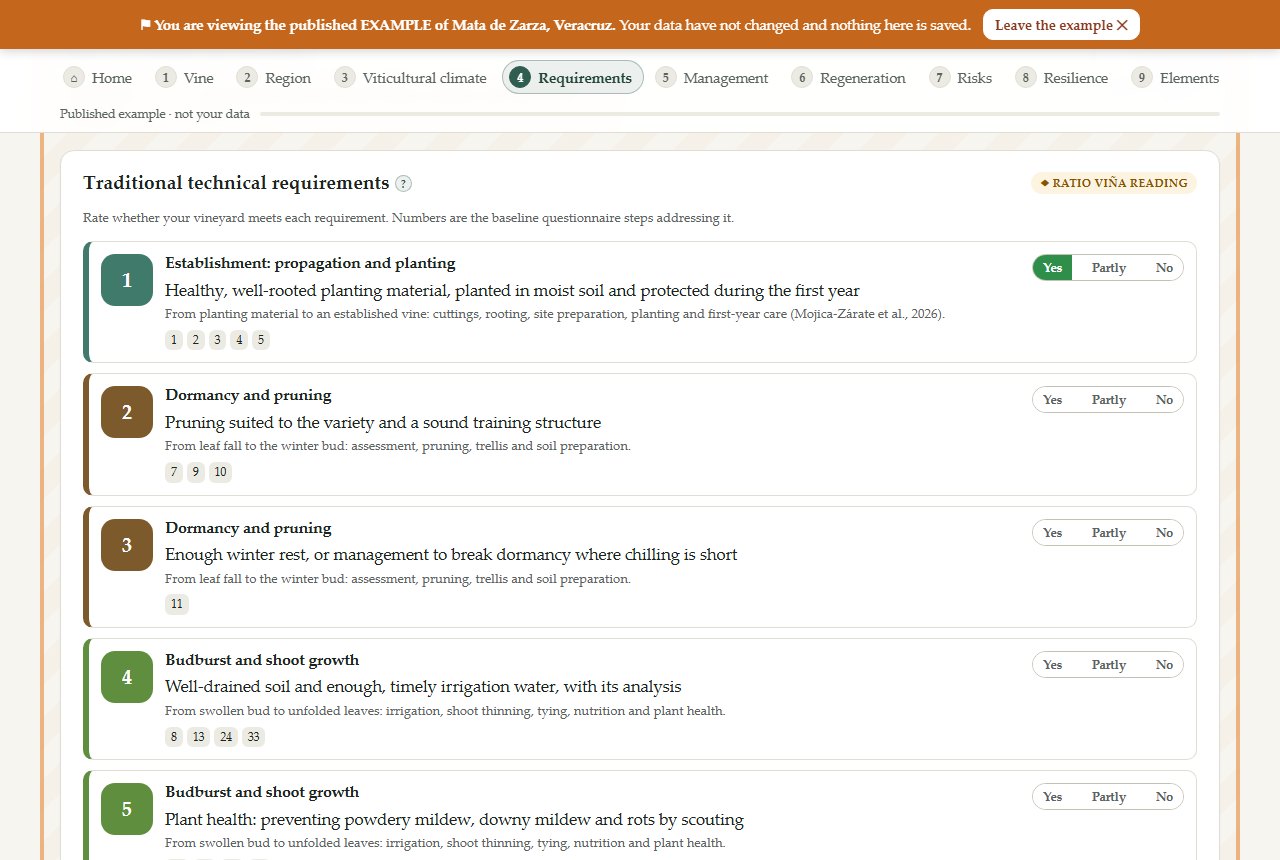 ⚑ You are viewing the published EXAMPLE of Mata de Zarza, Veracruz. Your data have not changed and nothing here is saved. Leave the example ✕
⌂ Home 1 Vine 2 Region 3 Viticultural climate 4 Requirements 5 Management 6 Regeneration 7 Risks 8 Resilience 9 Elements
Published example · not your data
Traditional technical requirements ? ◆ RATIO VIÑA READING
Rate whether your vineyard meets each requirement. Numbers are the baseline questionnaire steps addressing it.
1
Establishment: propagation and planting
Yes Partly No
Healthy, well-rooted planting material, planted in moist soil and protected during the first year
From planting material to an established vine: cuttings, rooting, site preparation, planting and first-year care (Mojica-Zárate et al., 2026).
1 2 3 4 5
2
Dormancy and pruning
Yes Partly No
Pruning suited to the variety and a sound training structure
From leaf fall to the winter bud: assessment, pruning, trellis and soil preparation.
7 9 10
3
Dormancy and pruning
Yes Partly No
Enough winter rest, or management to break dormancy where chilling is short
From leaf fall to the winter bud: assessment, pruning, trellis and soil preparation.
11
4
Budburst and shoot growth
Yes Partly No
Well-drained soil and enough, timely irrigation water, with its analysis
From swollen bud to unfolded leaves: irrigation, shoot thinning, tying, nutrition and plant health.
8 13 24 33
5
Budburst and shoot growth
Yes Partly No
Plant health: preventing powdery mildew, downy mildew and rots by scouting
From swollen bud to unfolded leaves: irrigation, shoot thinning, tying, nutrition and plant health.